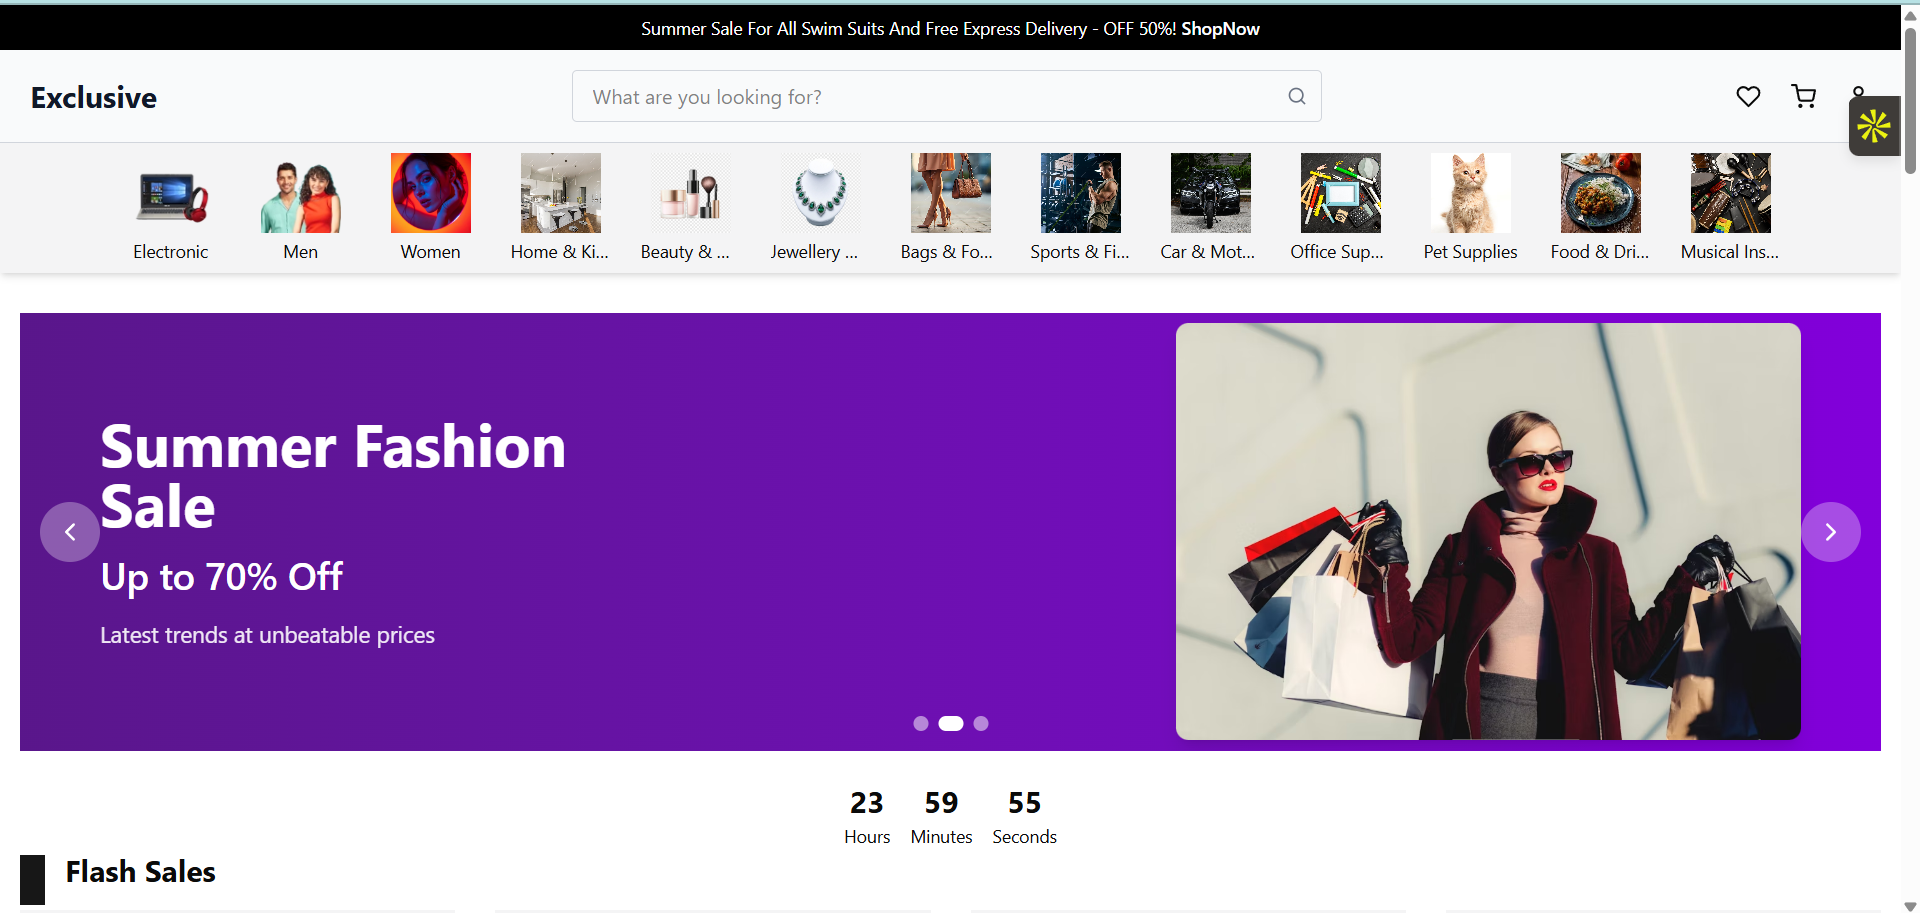 Summer Sale For All Swim Suits And Free Express Delivery - OFF 50%! ShopNow
Exclusive
What are you looking for?
Electronic
Men
Women
Home & Ki...
Beauty & ...
Jewellery ...
Bags & Fo...
Sports & Fi...
Car & Mot...
Office Sup...
Pet Supplies
Food & Dri...
Musical Ins...
Summer Fashion
Sale
Up to 70% Off
Latest trends at unbeatable prices
23 59 55
Hours Minutes Seconds
Flash Sales